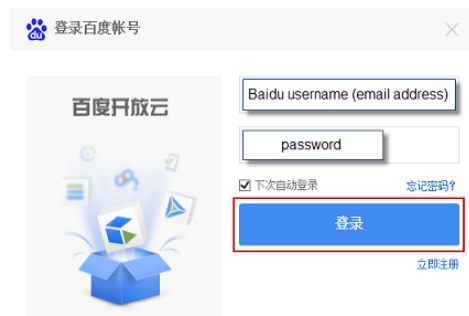 du 登录百度帐号
百度开放云
Baidu username (email address)
password
下次自动登录 忘记密码?
登录
立即注册